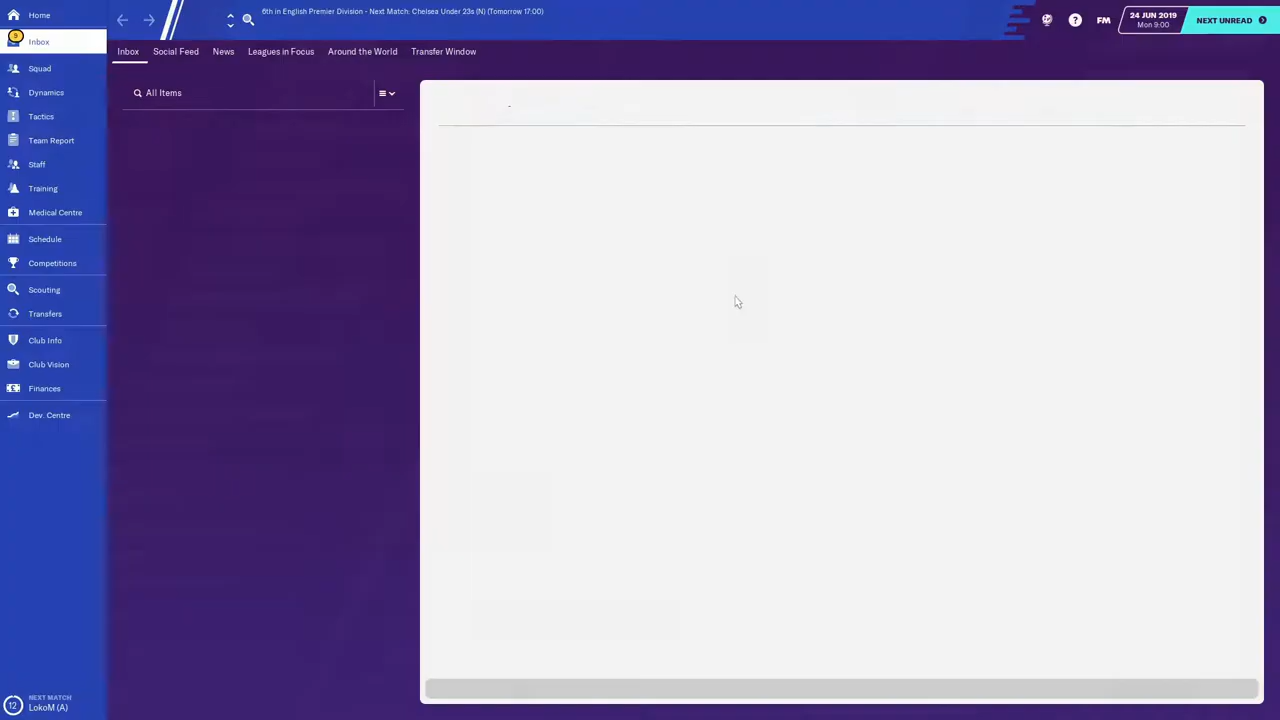 Home
6th in English Premier Division - Next Match: Chelsea Under 23s (N) (Tomorrow 17:00)
?
FM
24 JUN 2019
Mon 9:00
NEXT UNREAD
9
Inbox
Inbox
Social Feed
News
Leagues in Focus
Around the World
Transfer Window
All Items
Squad
Dynamics
Tactics
Team Report
Staff
Training
Medical Centre
Schedule
Competitions
Scouting
Transfers
Club Info
Club Vision
Finances
Dev. Centre
-
12
NEXT MATCH
LokoM (A)